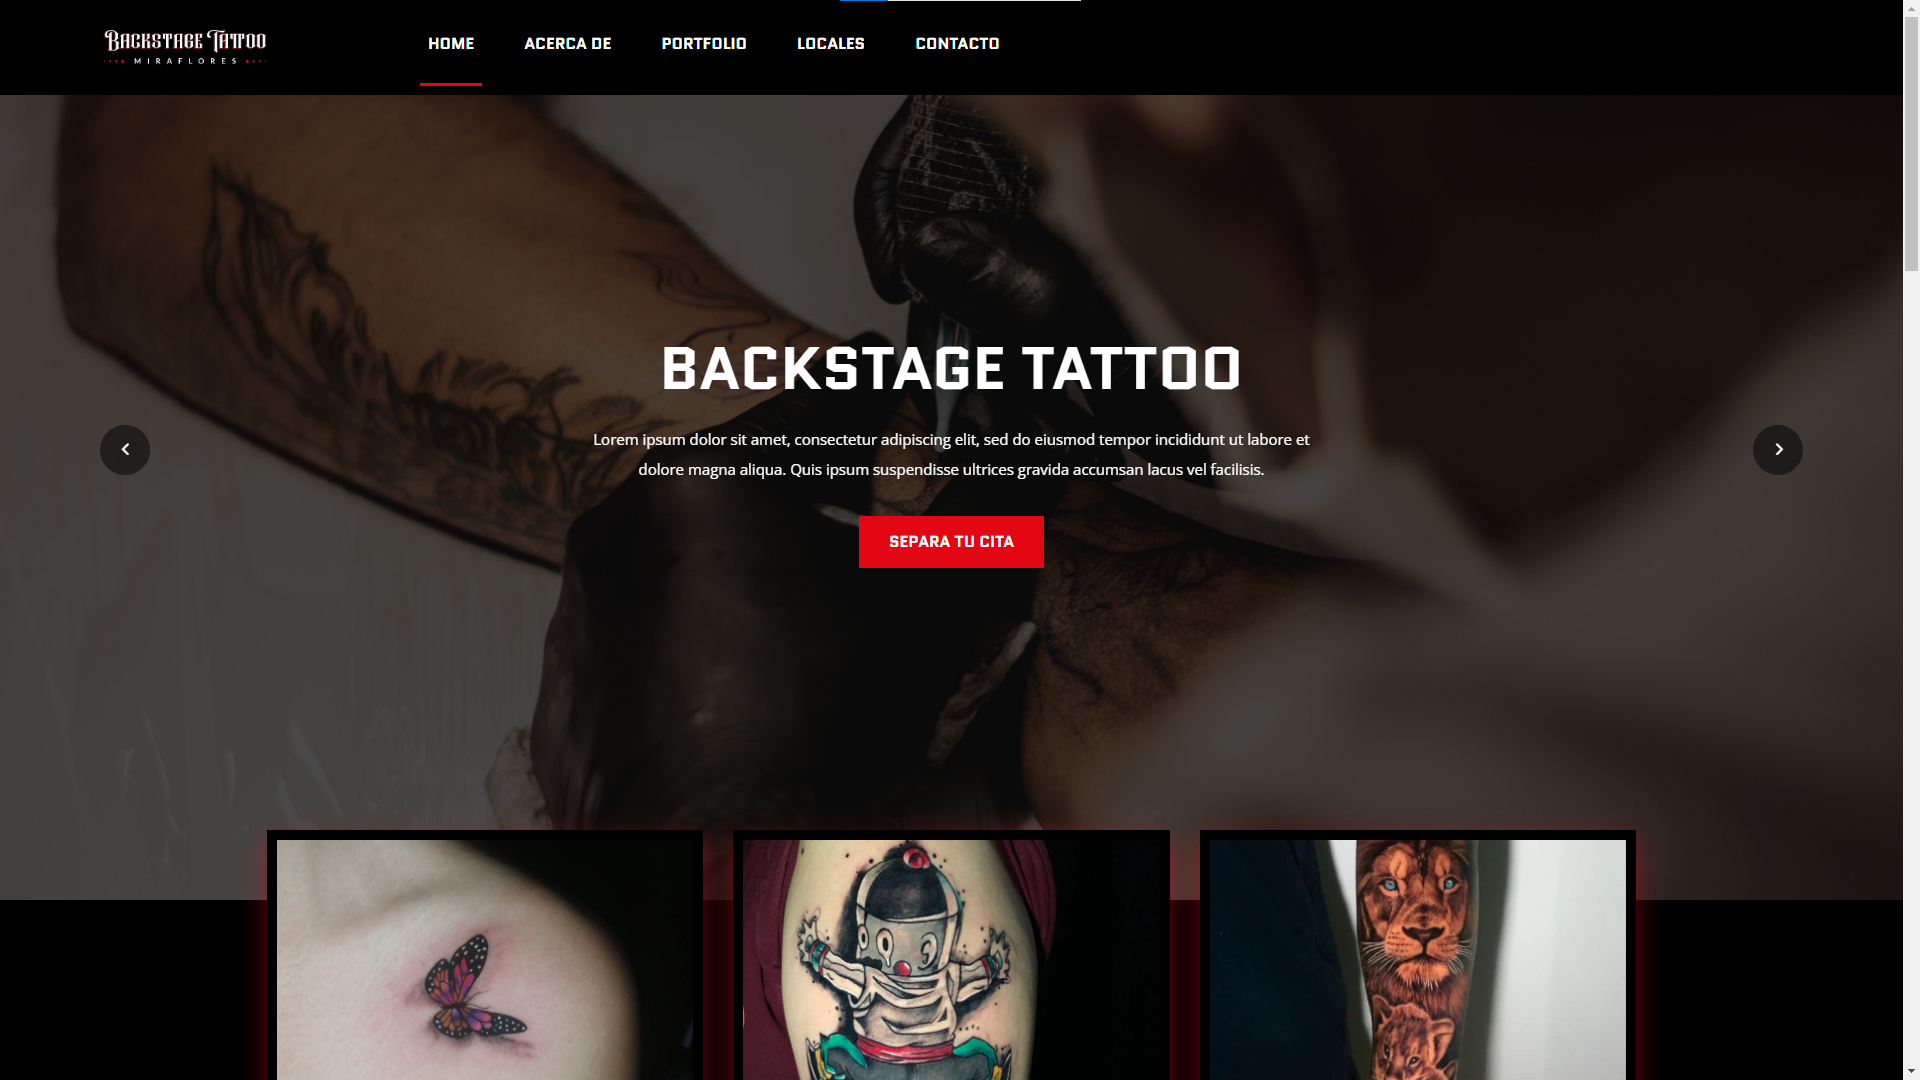 Backstage Tattoo
MIRAFLORES
HOME ACERCA DE PORTFOLIO LOCALES CONTACTO
BACKSTAGE TATTOO
Lorem ipsum dolor sit amet, consectetur adipiscing elit, sed do eiusmod tempor incididunt ut labore et
dolore magna aliqua. Quis ipsum suspendisse ultrices gravida accumsan lacus vel facilisis.
SEPARA TU CITA